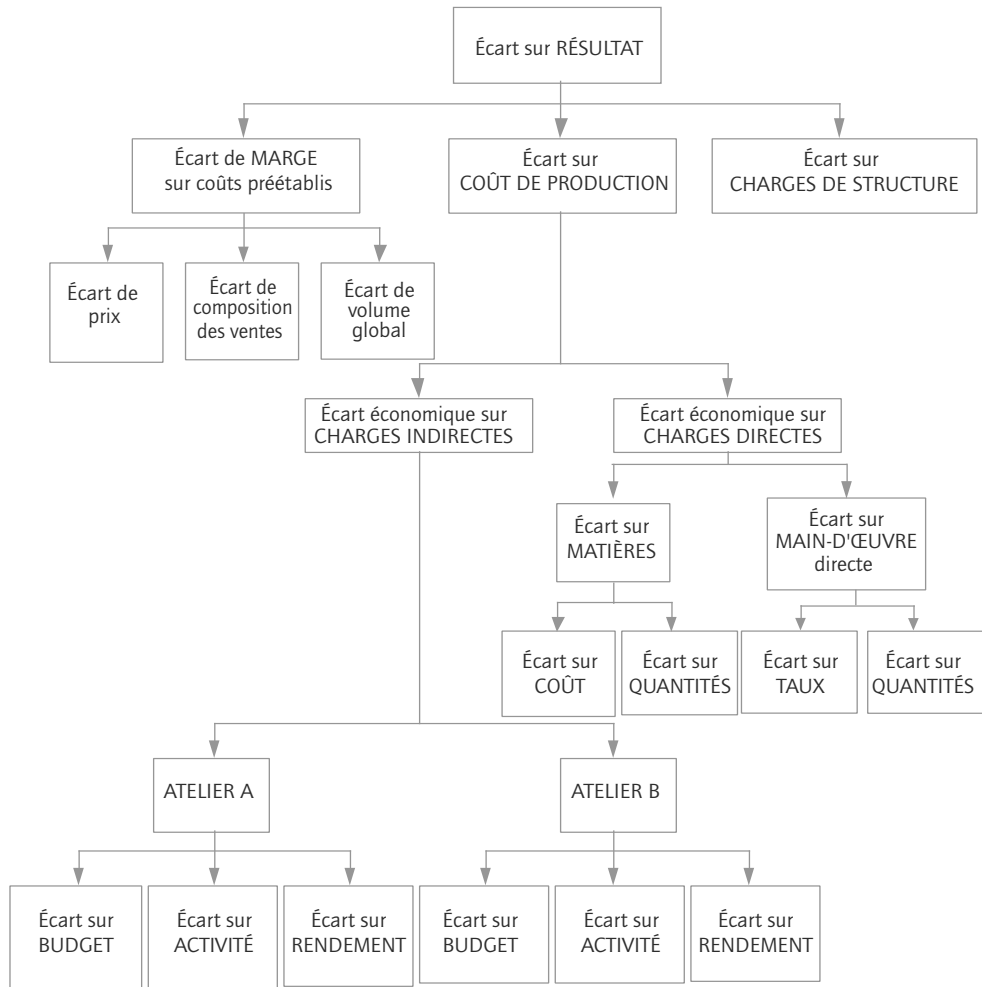 Écart sur RÉSULTAT
Écart de MARGE
sur coûts préétablis
Écart sur
COÛT DE PRODUCTION
Écart sur
CHARGES DE STRUCTURE
Écart de
prix
Écart de
composition
des ventes
Écart de
volume
global
Écart économique sur
CHARGES INDIRECTES
Écart économique sur
CHARGES DIRECTES
Écart sur
MATIÈRES
Écart sur
MAIN-D'ŒUVRE
directe
Écart sur
COÛT
Écart sur
QUANTITÉS
Écart sur
TAUX
Écart sur
QUANTITÉS
ATELIER A
ATELIER B
Écart sur
BUDGET
Écart sur
ACTIVITÉ
Écart sur
RENDEMENT
Écart sur
BUDGET
Écart sur
ACTIVITÉ
Écart sur
RENDEMENT